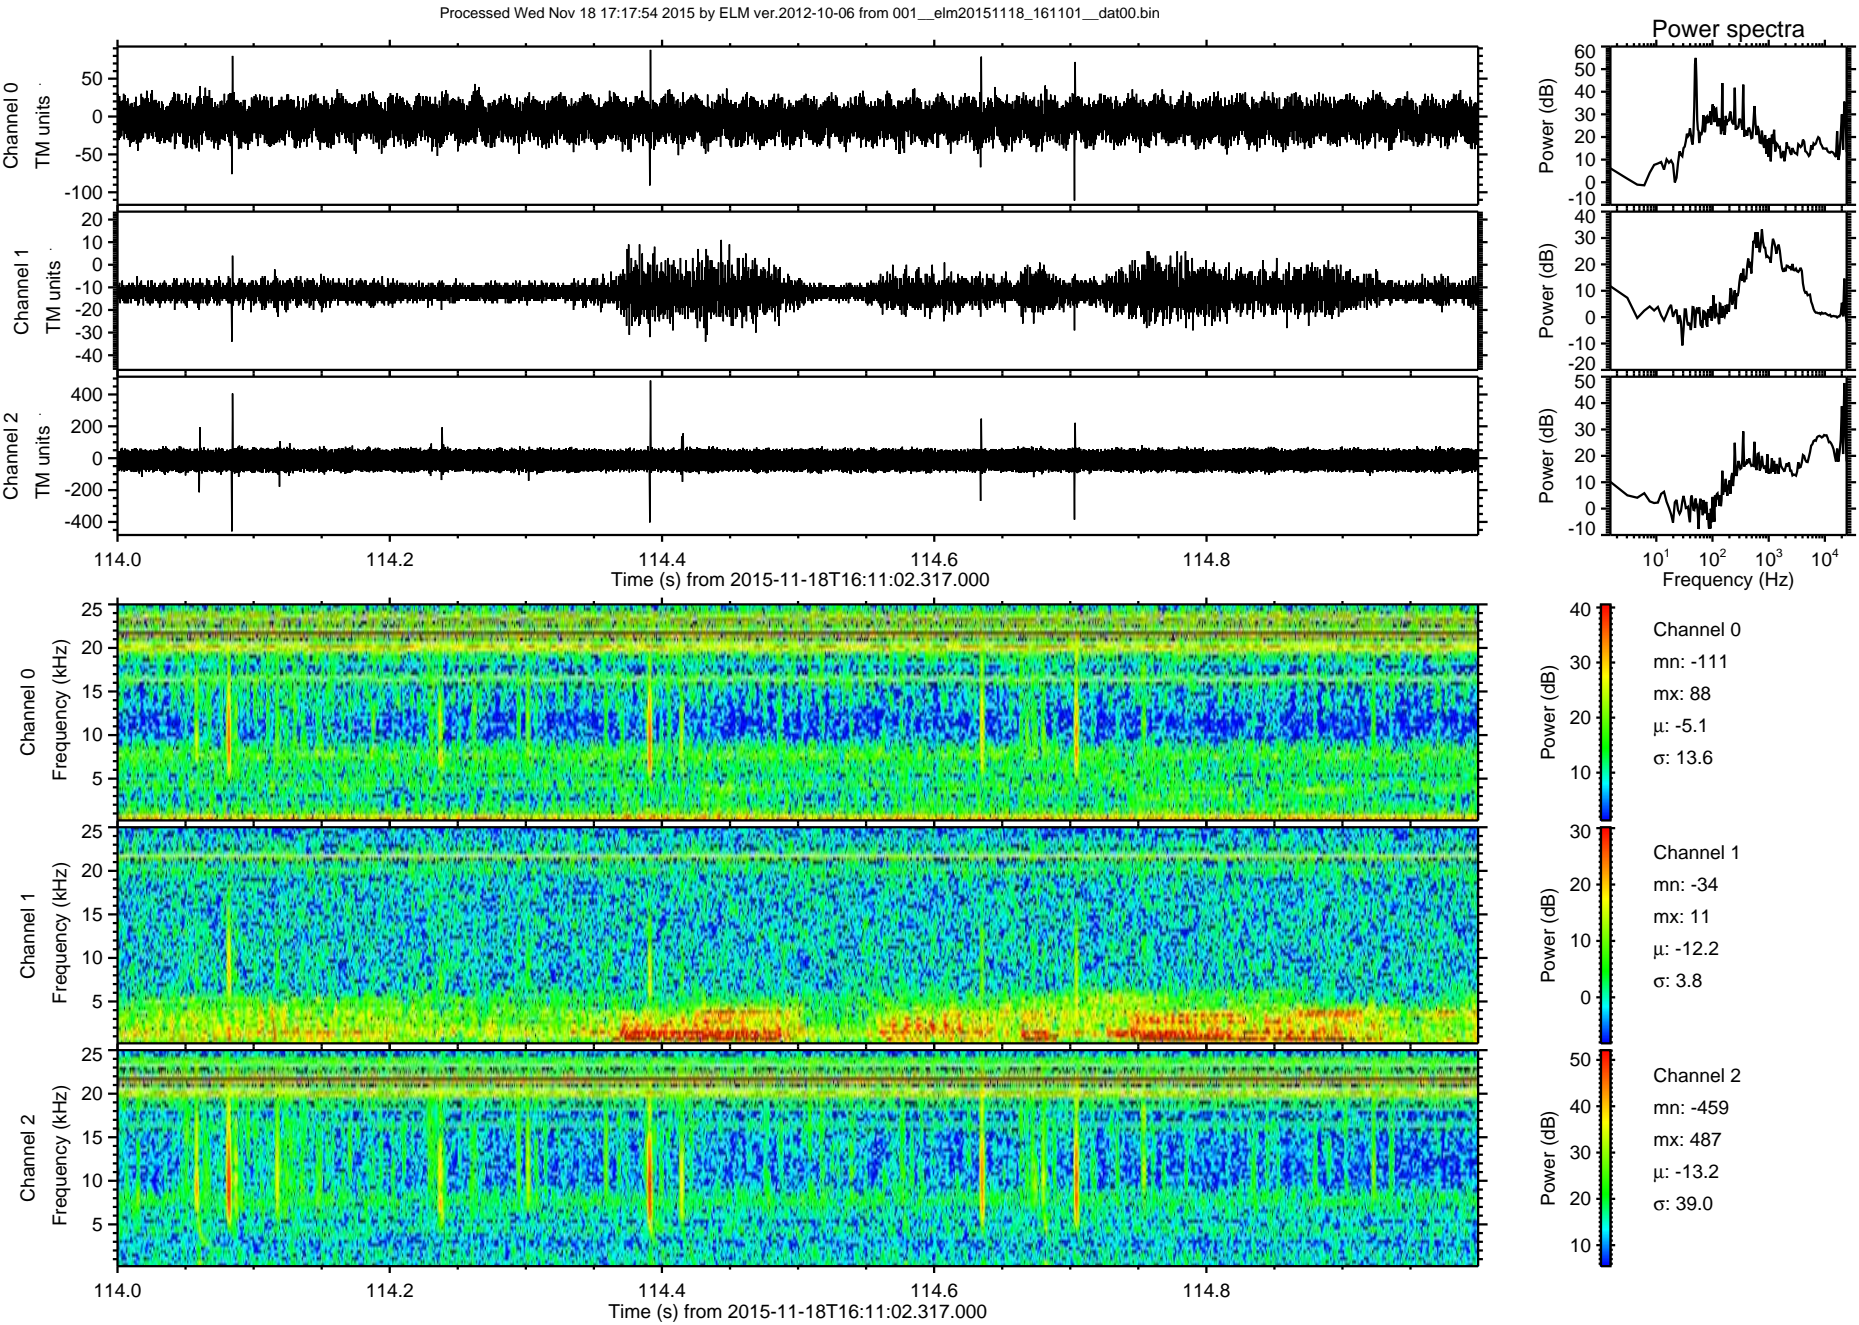 Processed Wed Nov 18 17:17:54 2015 by ELM ver.2012-10-06 from 001__elm20151118_161101__dat00.bin
Power spectra
Channel 0
TM units
50
0
-50
-100
Power (dB)
60
50
40
30
20
10
0
-10
Channel 1
TM units
20
10
0
-10
-20
-30
-40
Power (dB)
40
30
20
10
0
-10
-20
Channel 2
TM units
400
200
0
-200
-400
Power (dB)
50
40
30
20
10
0
-10
114.0 114.2 114.4 114.6 114.8
Time (s) from 2015-11-18T16:11:02.317.000
10¹ 10² 10³ 10⁴
Frequency (Hz)
Channel 0
Frequency (kHz)
25
20
15
10
5
Power (dB)
40
30
20
10
Channel 0
mn: -111
mx: 88
μ: -5.1
σ: 13.6
Channel 1
Frequency (kHz)
25
20
15
10
5
Power (dB)
30
20
10
0
Channel 1
mn: -34
mx: 11
μ: -12.2
σ: 3.8
Channel 2
Frequency (kHz)
25
20
15
10
5
Power (dB)
50
40
30
20
10
Channel 2
mn: -459
mx: 487
μ: -13.2
σ: 39.0
114.0 114.2 114.4 114.6 114.8
Time (s) from 2015-11-18T16:11:02.317.000